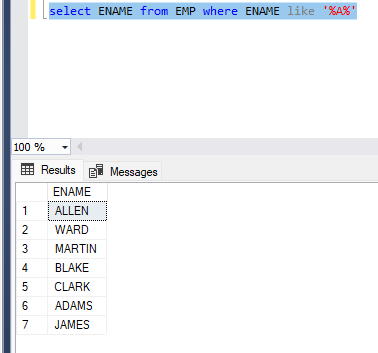 select ENAME from EMP where ENAME like '%A%'
100 %
Results Messages
ENAME
1 ALLEN
2 WARD
3 MARTIN
4 BLAKE
5 CLARK
6 ADAMS
7 JAMES